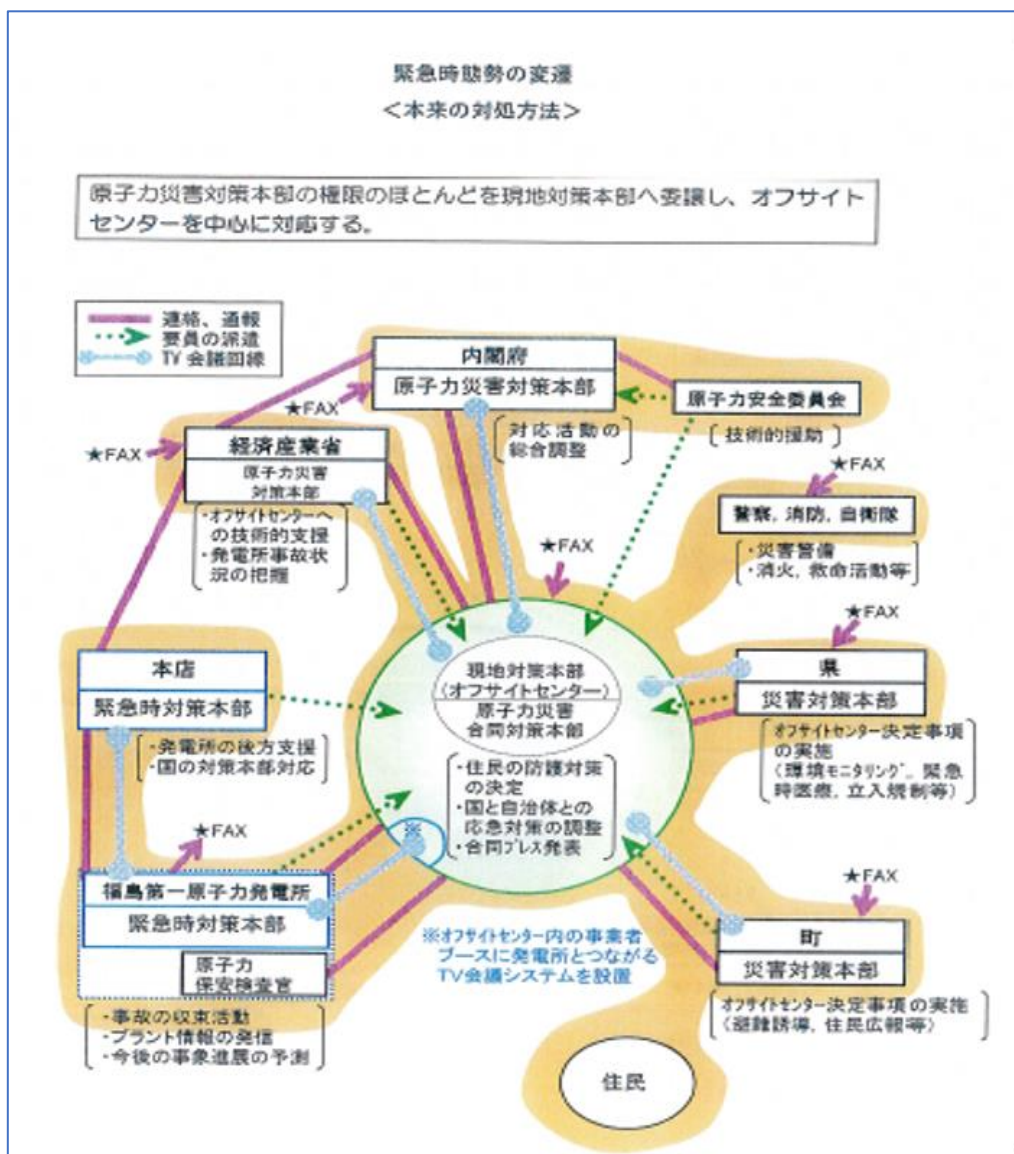 緊急時態勢の変遷
＜本来の対処方法＞
原子力災害対策本部の権限のほとんどを現地対策本部へ委譲し、オフサイト
センターを中心に対応する。
連絡、通報
要員の派遣
TV 会議回線
内閣府
原子力災害対策本部
対応活動の
総合調整
原子力安全委員会
技術的援助
★FAX
★FAX
経済産業省
原子力災害
対策本部
・オフサイトセンターへ
の技術的支援
・発電所事故状
況の把握
★FAX
警察, 消防, 自衛隊
・災害警備
・消火, 救命活動等
★FAX
★FAX
県
災害対策本部
オフサイトセンター決定事項
の実施
（環境モニタリング, 緊急
時医療, 立入規制等）
本店
緊急時対策本部
・発電所の後方支援
・国の対策本部対応
現地対策本部
（オフサイトセンター）
原子力災害
合同対策本部
・住民の防護対策
の決定
・国と自治体との
応急対策の調整
・合同プレス発表
※
★FAX
福島第一原子力発電所
緊急時対策本部
原子力
保安検査官
・事故の収束活動
・プラント情報の発信
・今後の事象進展の予測
※オフサイトセンター内の事業者
ブースに発電所とつながる
TV会議システムを設置
★FAX
町
災害対策本部
オフサイトセンター決定事項の実施
（避難誘導, 住民広報等）
住民